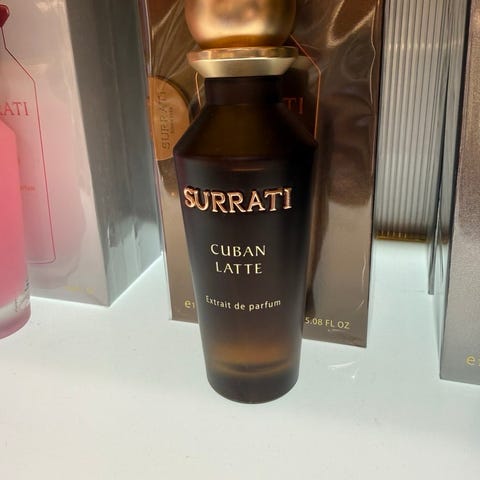 SURRATI
CUBAN
LATTE
Extrait de parfum
5.08 FL OZ
SURRATI